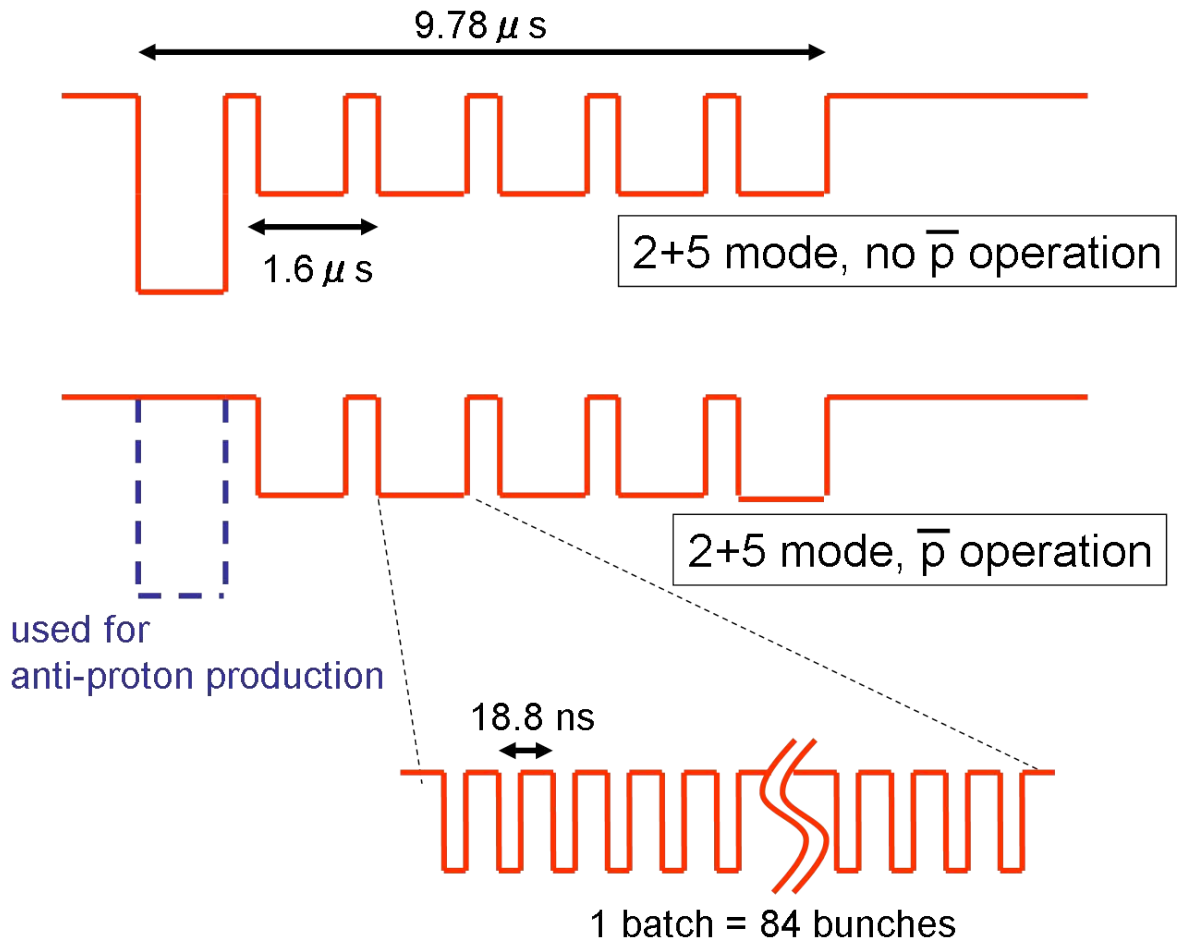 9.78 μ s
1.6 μ s
2+5 mode, no p̅ operation
2+5 mode, p̅ operation
used for
anti-proton production
18.8 ns
1 batch = 84 bunches